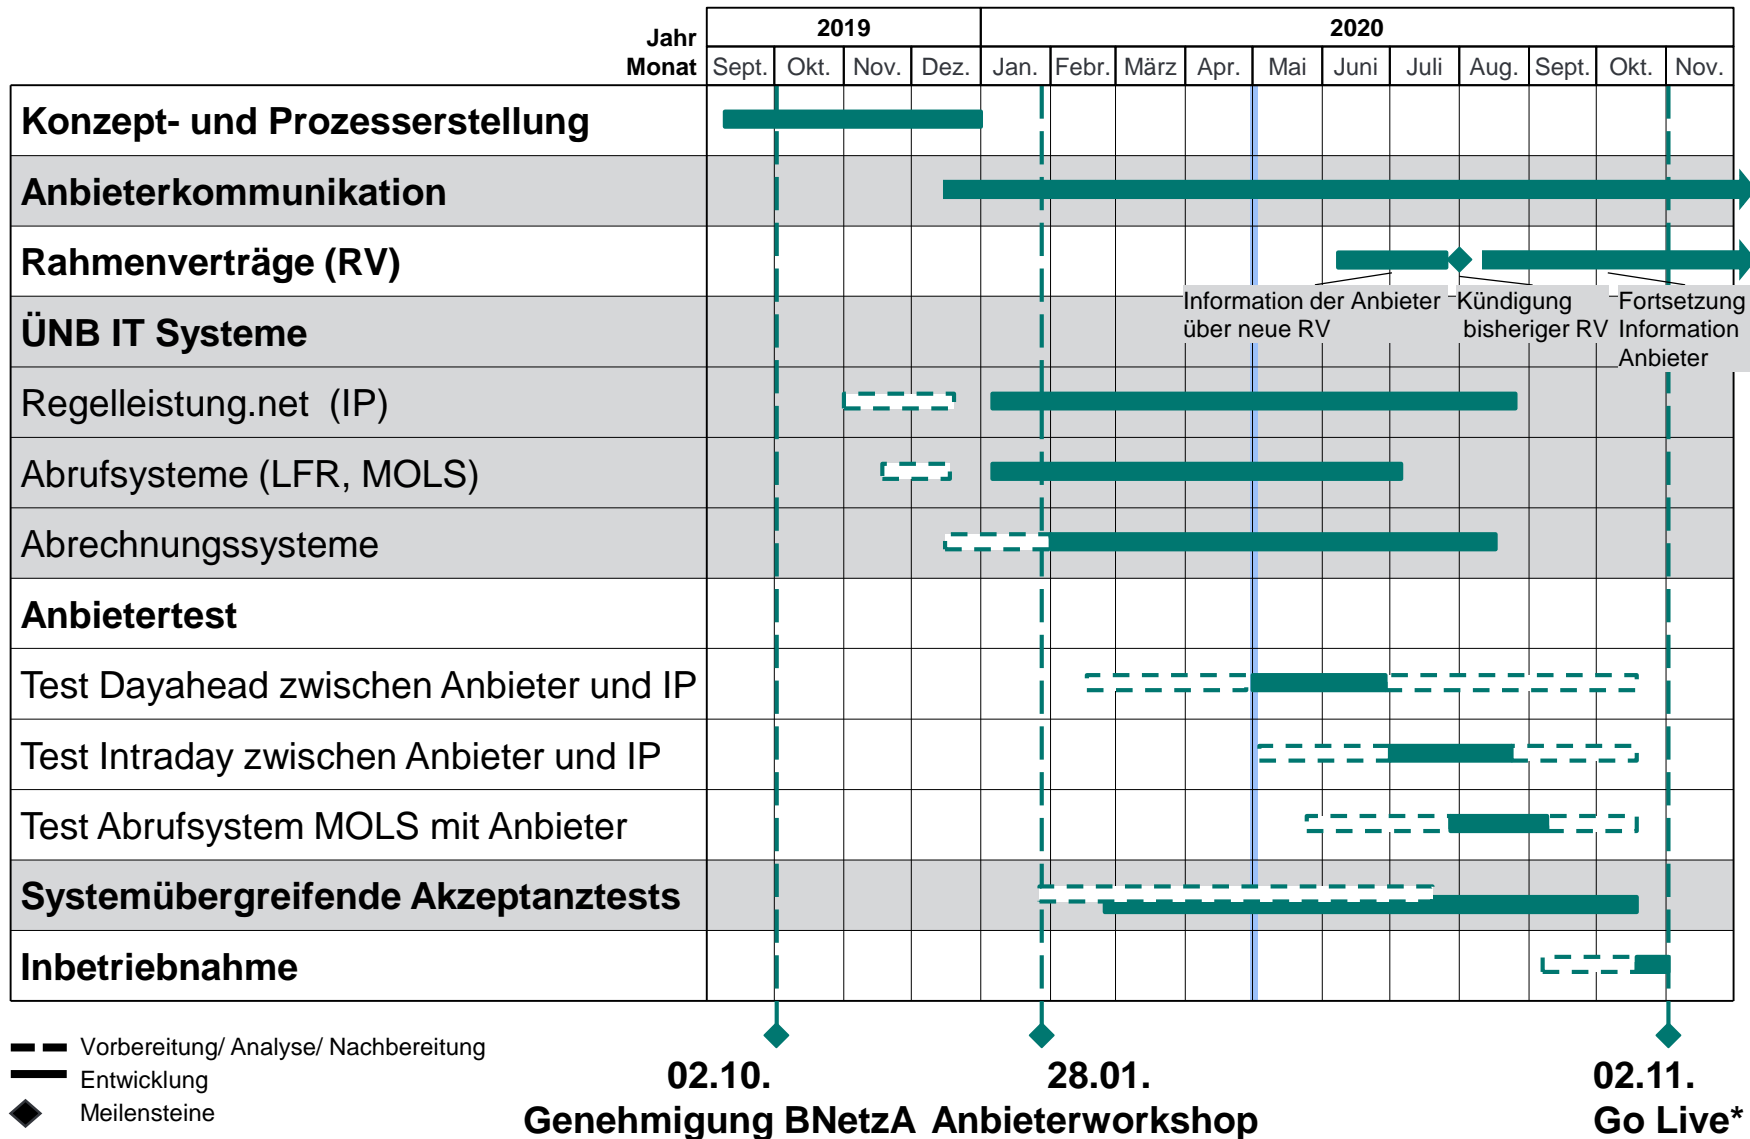 Jahr 2019 2020
Monat Sept. Okt. Nov. Dez. Jan. Febr. März Apr. Mai Juni Juli Aug. Sept. Okt. Nov.
Konzept- und Prozesserstellung
Anbieterkommunikation
Rahmenverträge (RV)
Information der Anbieter
über neue RV
Kündigung
bisheriger RV
Fortsetzung
Information
Anbieter
ÜNB IT Systeme
Regelleistung.net (IP)
Abrufsysteme (LFR, MOLS)
Abrechnungssysteme
Anbietertest
Test Dayahead zwischen Anbieter und IP
Test Intraday zwischen Anbieter und IP
Test Abrufsystem MOLS mit Anbieter
Systemübergreifende Akzeptanztests
Inbetriebnahme
Vorbereitung/ Analyse/ Nachbereitung
Entwicklung
Meilensteine
02.10.
Genehmigung BNetzA
28.01.
Anbieterworkshop
02.11.
Go Live*